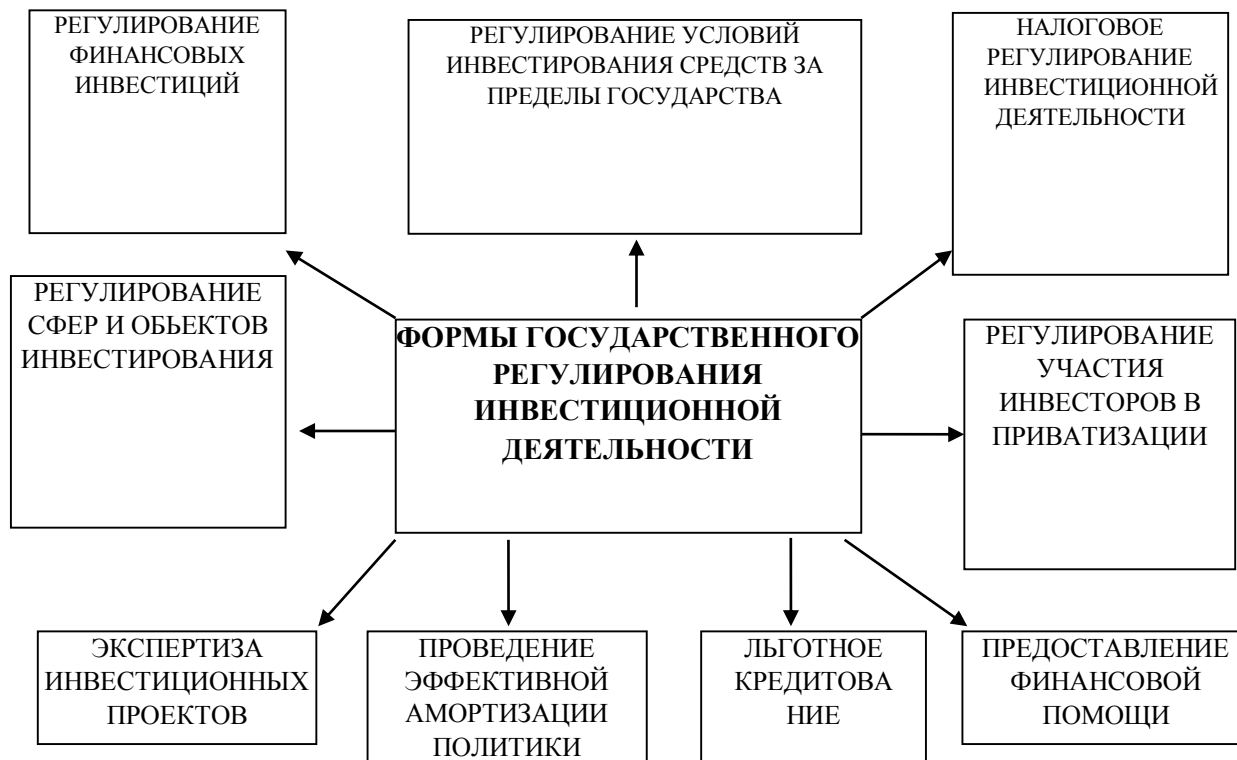 РЕГУЛИРОВАНИЕ
ФИНАНСОВЫХ
ИНВЕСТИЦИЙ
РЕГУЛИРОВАНИЕ УСЛОВИЙ
ИНВЕСТИРОВАНИЯ СРЕДСТВ ЗА
ПРЕДЕЛЫ ГОСУДАРСТВА
НАЛОГОВОЕ
РЕГУЛИРОВАНИЕ
ИНВЕСТИЦИОННОЙ
ДЕЯТЕЛЬНОСТИ
РЕГУЛИРОВАНИЕ
СФЕР И ОБЬЕКТОВ
ИНВЕСТИРОВАНИЯ
ФОРМЫ ГОСУДАРСТВЕННОГО
РЕГУЛИРОВАНИЯ
ИНВЕСТИЦИОННОЙ
ДЕЯТЕЛЬНОСТИ
РЕГУЛИРОВАНИЕ
УЧАСТИЯ
ИНВЕСТОРОВ В
ПРИВАТИЗАЦИИ
ЭКСПЕРТИЗА
ИНВЕСТИЦИОННЫХ
ПРОЕКТОВ
ПРОВЕДЕНИЕ
ЭФФЕКТИВНОЙ
АМОРТИЗАЦИИ
ПОЛИТИКИ
ЛЬГОТНОЕ
КРЕДИТОВА
НИЕ
ПРЕДОСТАВЛЕНИЕ
ФИНАНСОВОЙ
ПОМОЩИ